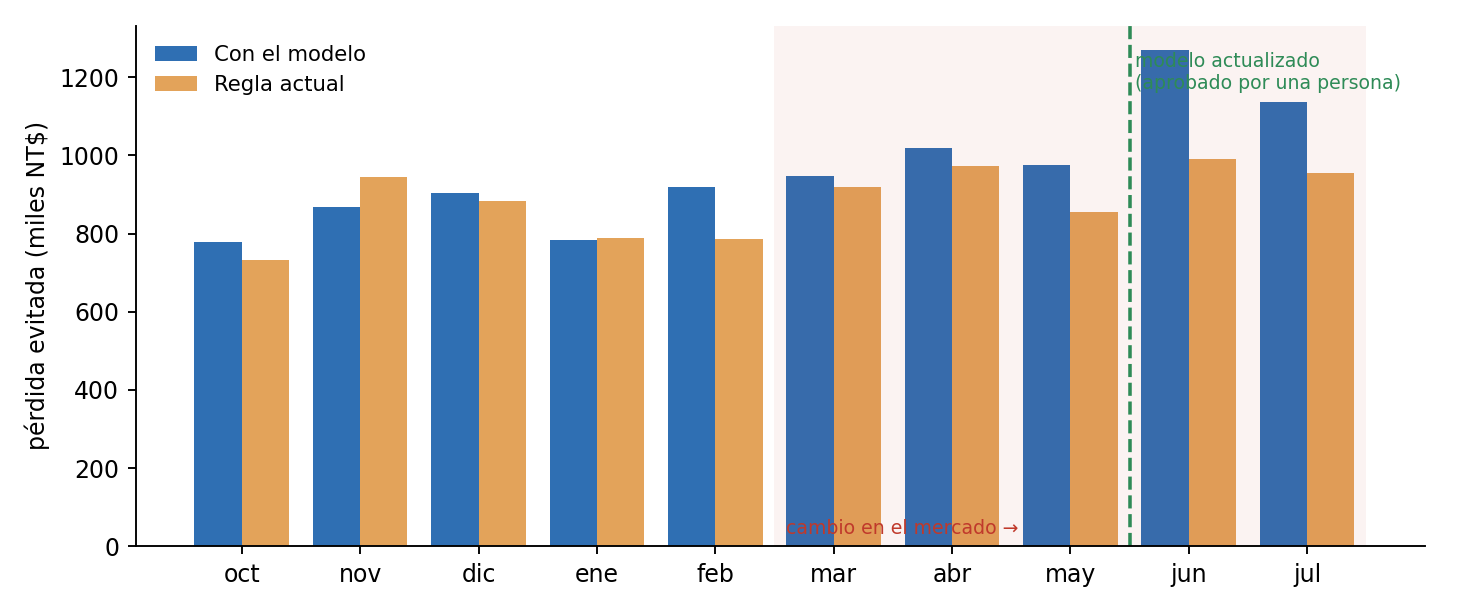 Con el modelo
Regla actual
modelo actualizado
(aprobado por una persona)
cambio en el mercado →
pérdida evitada (miles NT$)
1200
1000
800
600
400
200
0
oct nov dic ene feb mar abr may jun jul